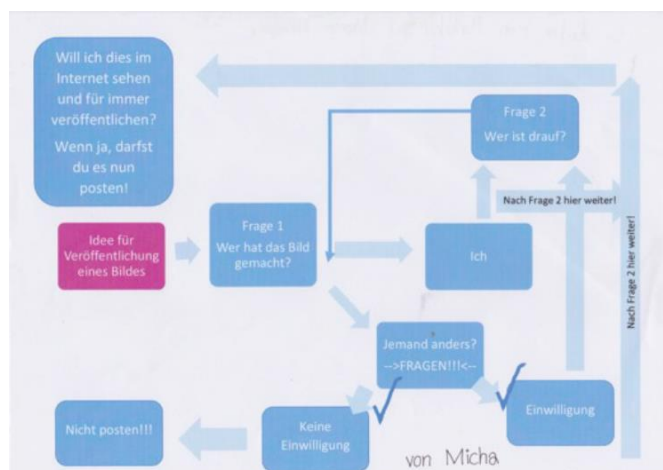 Will ich dies im
Internet sehen
und für immer
veröffentlichen?
Wenn ja, darfst
du es nun
posten!
Frage 2
Wer ist drauf?
Nach Frage 2 hier weiter!
Idee für
Veröffentlichung
eines Bildes
Frage 1
Wer hat das Bild
gemacht?
Ich
Nach Frage 2 hier weiter!
Jemand anders?
-->FRAGEN!!!<--
Einwilligung
Keine
Einwilligung
Nicht posten!!!
von Micha